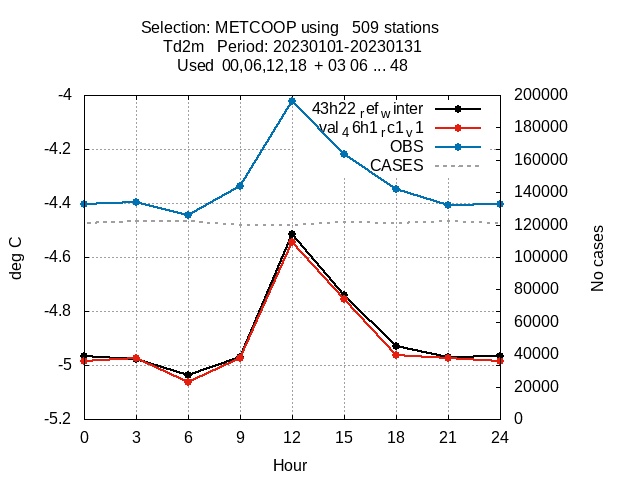 Selection: METCOOP using   509 stations
Td2m   Period: 20230101-20230131
Used  00,06,12,18  + 03 06 ... 48
43h22refwinter
val46h1rc1v1
OBS
CASES
-4
-4.2
-4.4
-4.6
-4.8
-5
-5.2
200000
180000
160000
140000
120000
100000
80000
60000
40000
20000
0
deg C
No cases
0 3 6 9 12 15 18 21 24
Hour